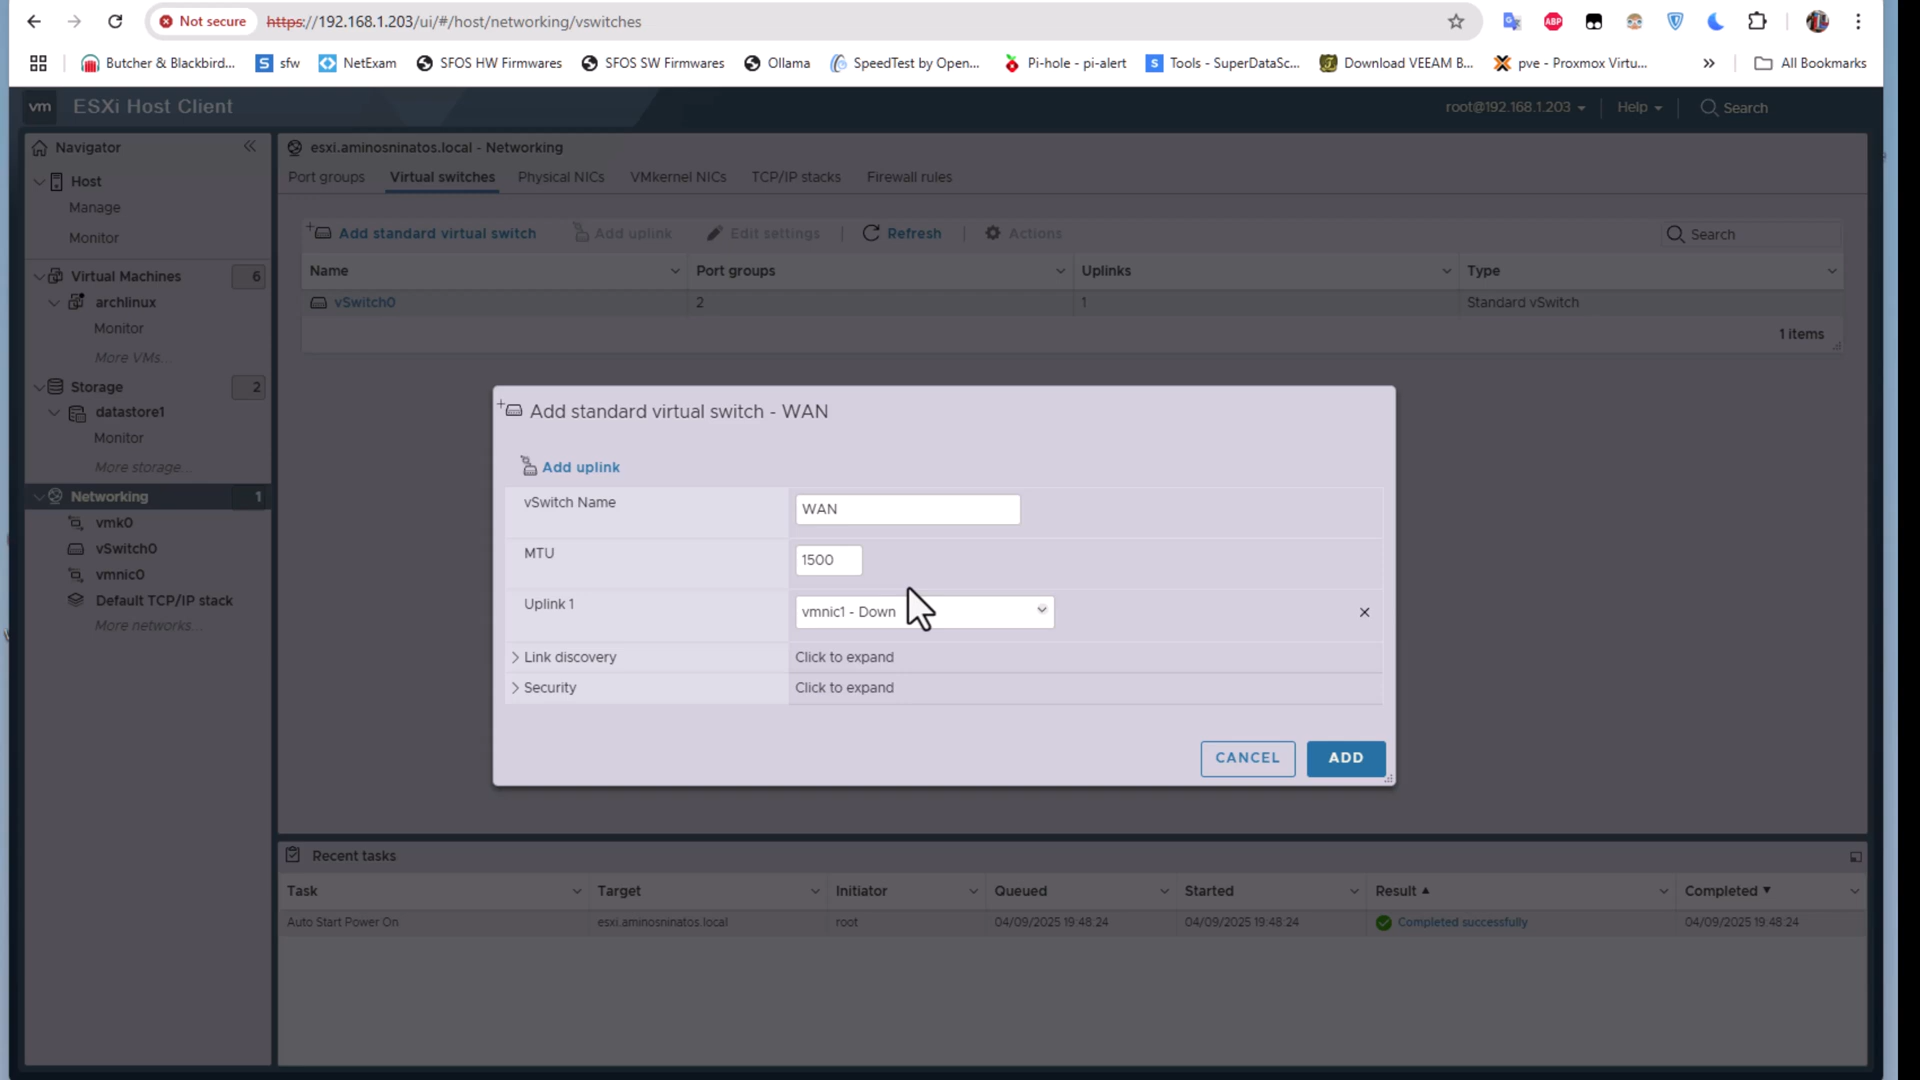 Not secure
https://192.168.1.203/ui/#/host/networking/vswitches
ABP
Butcher & Blackbird...
sfw
NetExam
SFOS HW Firmwares
SFOS SW Firmwares
Ollama
SpeedTest by Open...
Pi-hole - pi-alert
Tools - SuperDataSc...
Download VEEAM B...
pve - Proxmox Virtu...
All Bookmarks
vm ESXi Host Client
root@192.168.1.203
Help
Search
Navigator
Host
Manage
Monitor
Virtual Machines 6
archlinux
Monitor
More VMs...
Storage 2
datastore1
Monitor
More storage...
Networking 1
vmk0
vSwitch0
vmnic0
Default TCP/IP stack
More networks...
esxi.aminosninatos.local - Networking
Port groups Virtual switches Physical NICs VMkernel NICs TCP/IP stacks Firewall rules
Add standard virtual switch Add uplink Edit settings Refresh Actions Search
Name Port groups Uplinks Type
vSwitch0 2 1 Standard vSwitch
1 items
Add standard virtual switch - WAN
Add uplink
vSwitch Name WAN
MTU 1500
Uplink 1 vmnic1 - Down
Link discovery Click to expand
Security Click to expand
CANCEL ADD
Recent tasks
Task Target Initiator Queued Started Result Completed
Auto Start Power On esxi.aminosninatos.local root 04/09/2025 19:48:24 04/09/2025 19:48:24 Completed successfully 04/09/2025 19:48:24